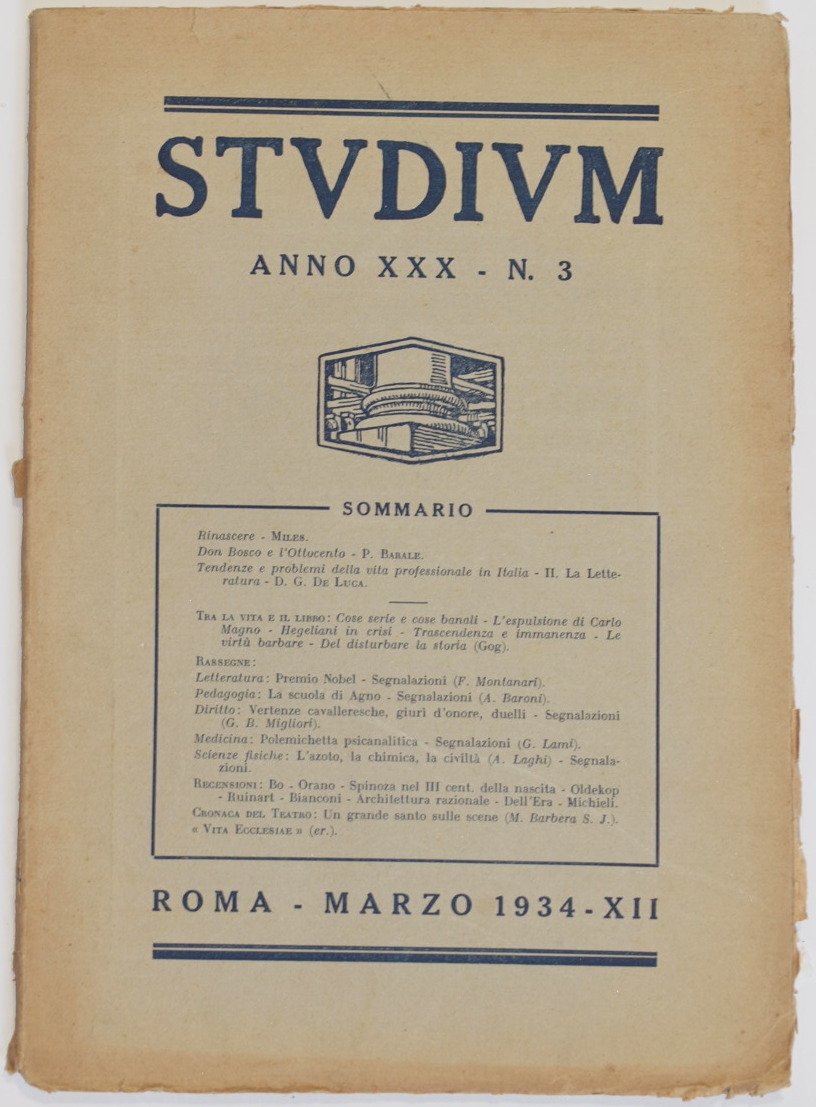 STVDIVM
ANNO XXX - N. 3
SOMMARIO
Rinascere - MILES.
Don Bosco e l'Ottocento - P. BARALE.
Tendenze e problemi della vita professionale in Italia - II. La Lette-
ratura - D. G. DE LUCA.
TRA LA VITA E IL LIBRO: Cose serie e cose banali - L'espulsione di Carlo
Magno - Hegeliani in crisi - Trascendenza e immanenza - Le
virtù barbare - Del disturbare la storia (Gog).
RASSEGNE:
Letteratura: Premio Nobel - Segnalazioni (F. Montanari).
Pedagogia: La scuola di Agno - Segnalazioni (A. Baroni).
Diritto: Vertenze cavalleresche, giurì d'onore, duelli - Segnalazioni
(G. B. Migliori).
Medicina: Polemichetta psicanalitica - Segnalazioni (G. Lami).
Scienze fisiche: L'azoto, la chimica, la civiltà (A. Laghi) - Segnala-
zioni.
RECENSIONI: Bo - Orano - Spinoza nel III cent. della nascita - Oldekop
- Ruinart - Bianconi - Architettura razionale - Dell'Era - Michieli.
CRONACA DEL TEATRO: Un grande santo sulle scene (M. Barbera S. J.).
« VITA ECCLESIAE » (er.).
ROMA - MARZO 1934-XII